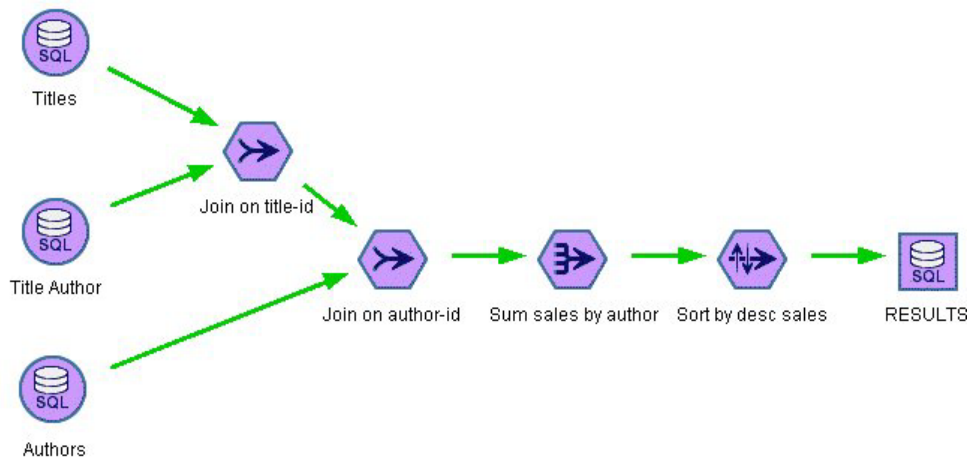 SQL
Titles
Join on title-id
SQL
Title Author
Join on author-id
Sum sales by author
Sort by desc sales
SQL
RESULTS
SQL
Authors